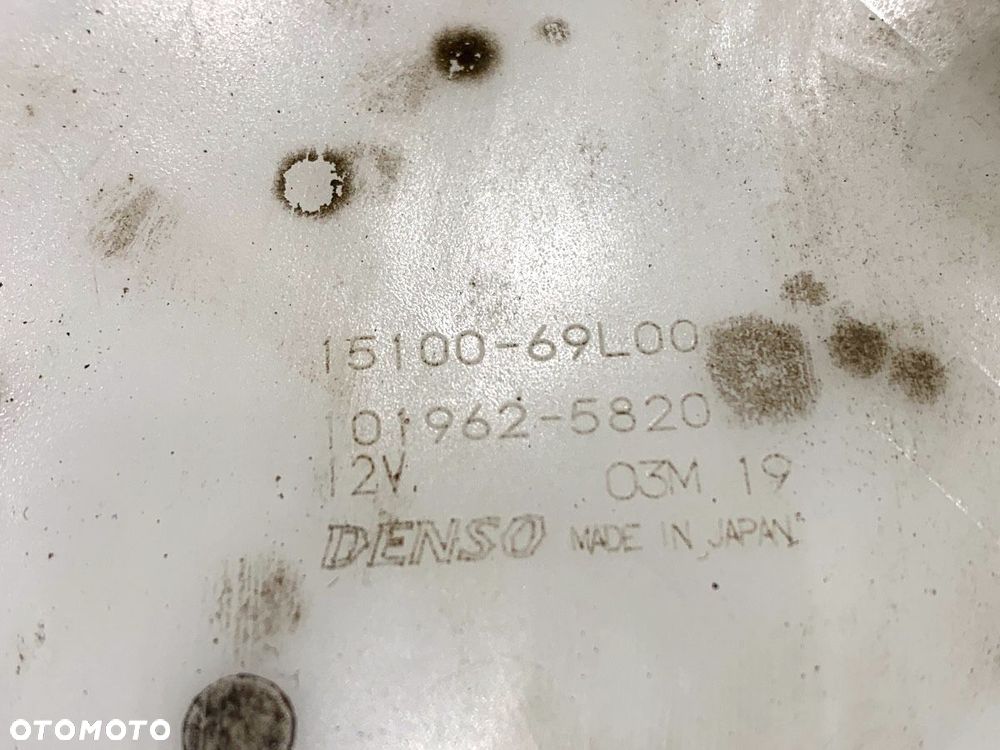 15100-69L00
101962-5820
12V. 03M 19
DENSO MADE IN JAPAN
OTOMOTO